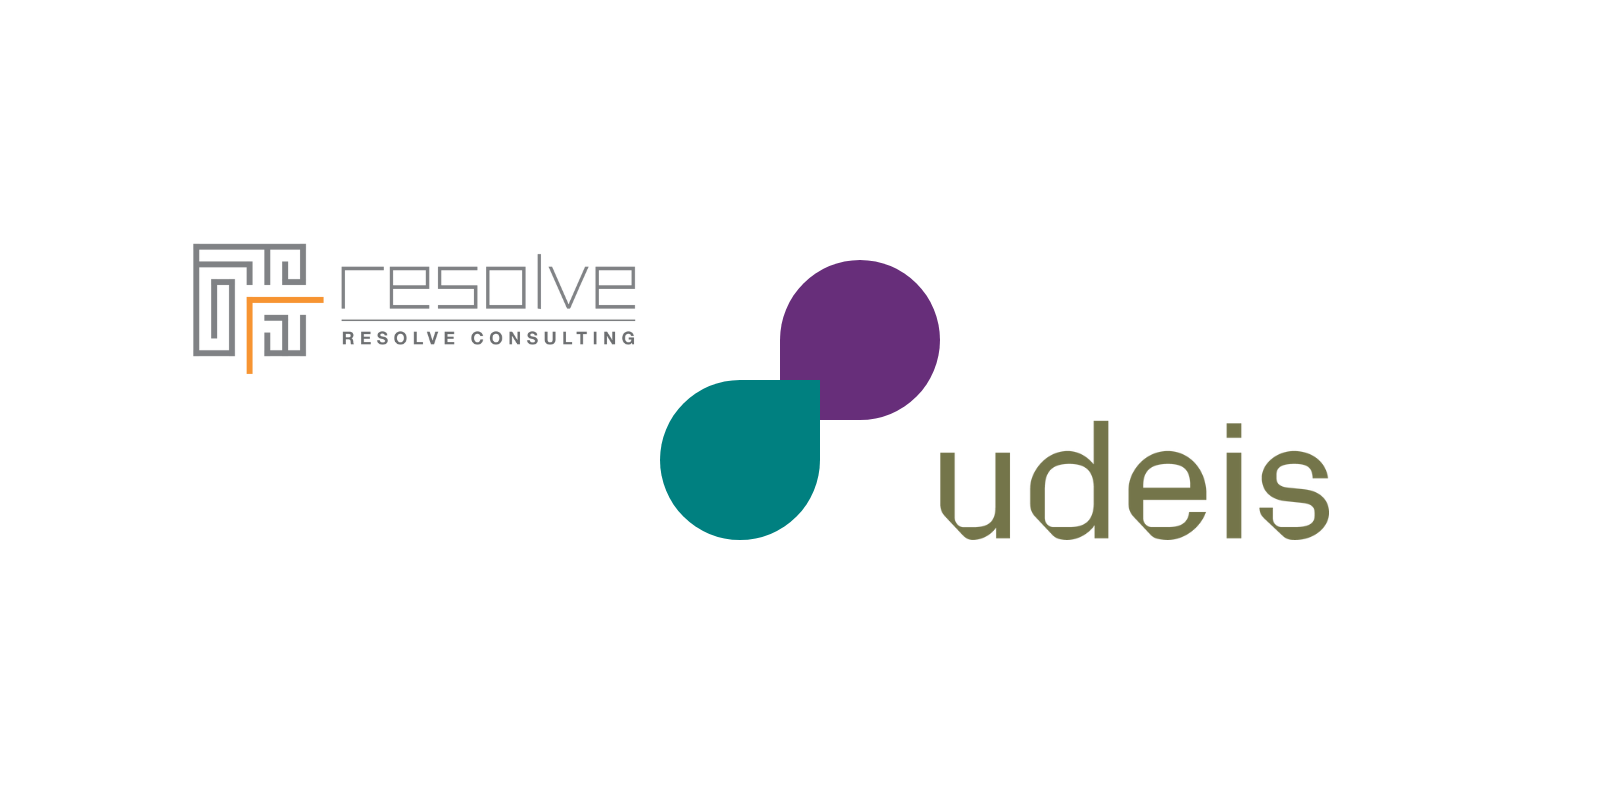 resolve
RESOLVE CONSULTING
udeis